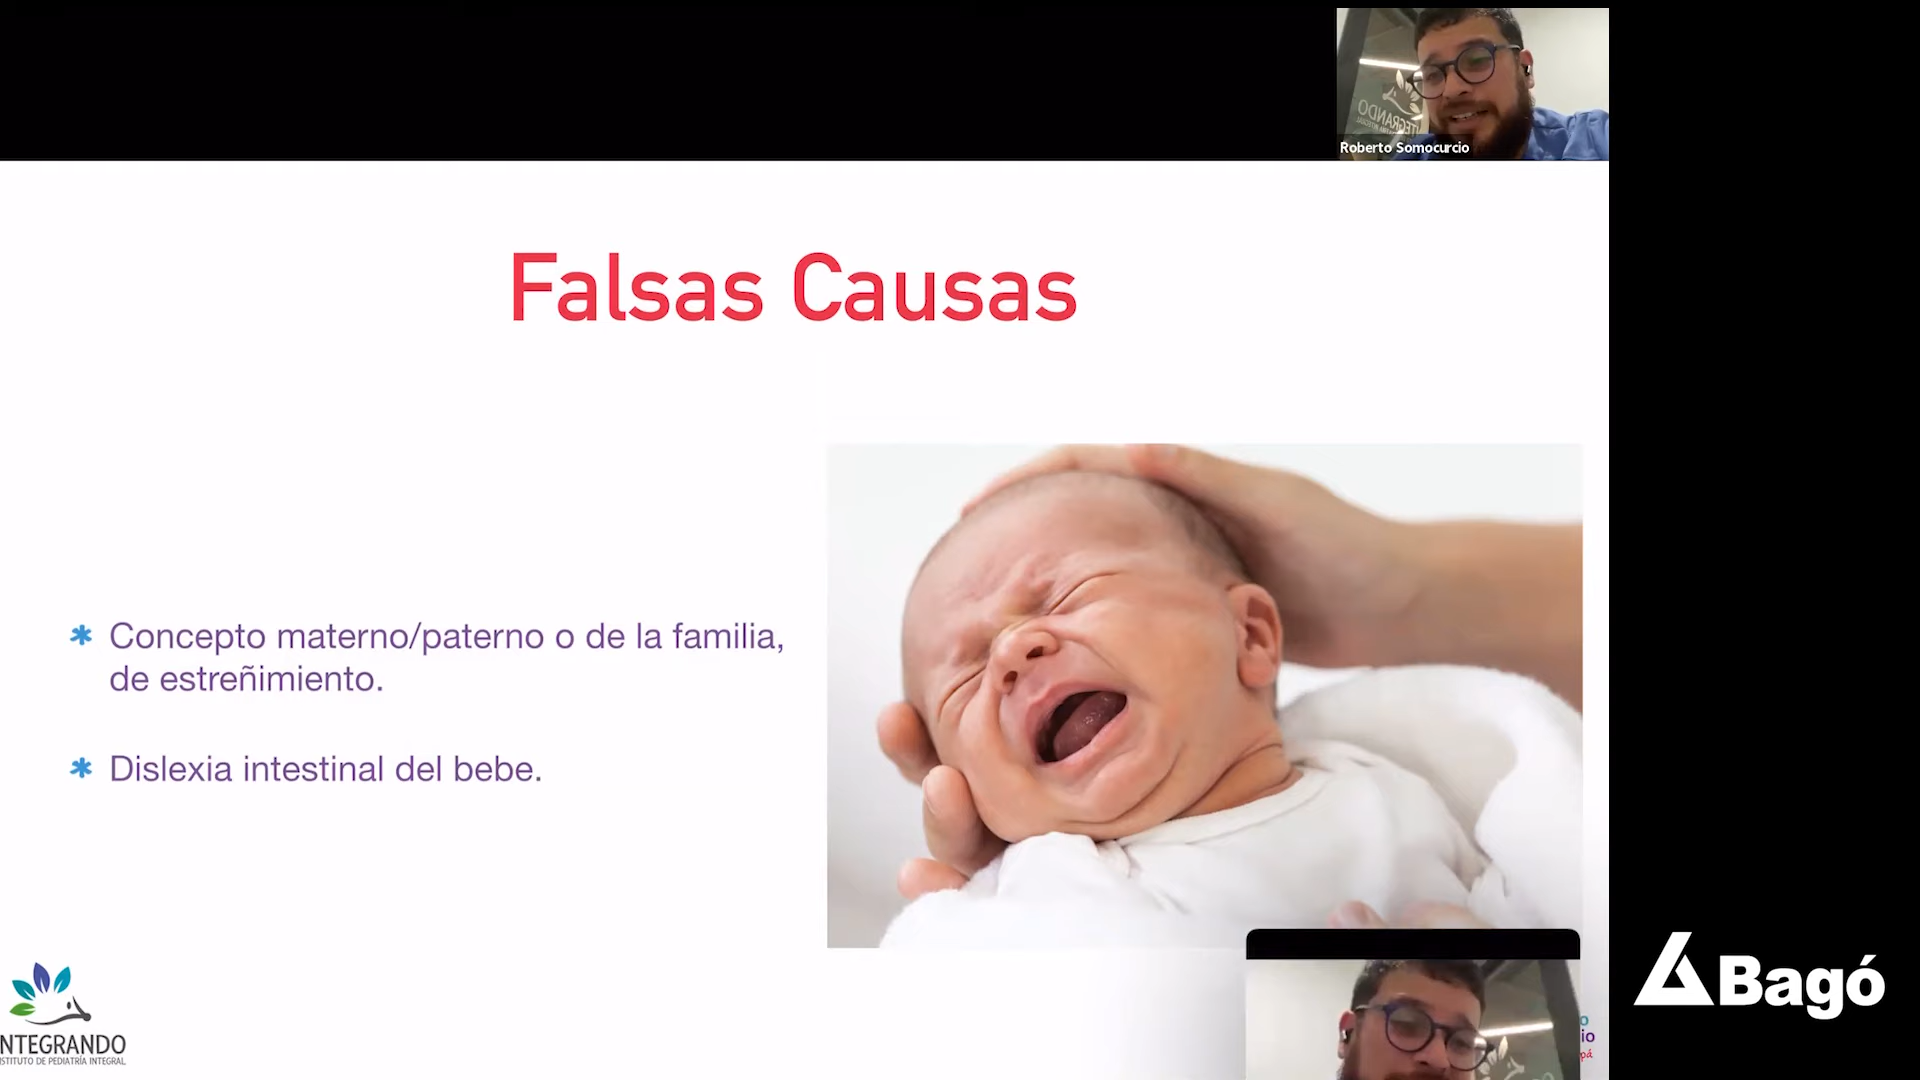 Roberto Somocurcio
Falsas Causas
* Concepto materno/paterno o de la familia,
de estreñimiento.
* Dislexia intestinal del bebe.
NTEGRANDO
STITUTO DE PEDIATRÍA INTEGRAL
Bagó